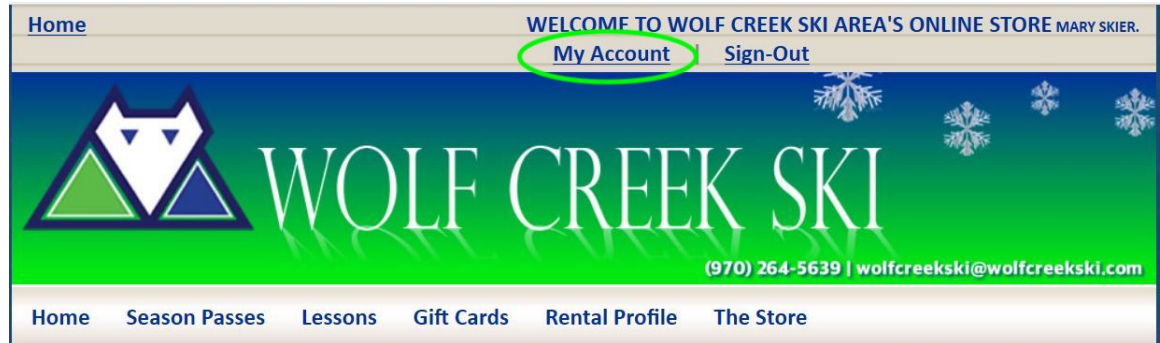 Home WELCOME TO WOLF CREEK SKI AREA'S ONLINE STORE MARY SKIER.
My Account | Sign-Out
WOLF CREEK SKI
(970) 264-5639 | wolfcreekski@wolfcreekski.com
Home Season Passes Lessons Gift Cards Rental Profile The Store